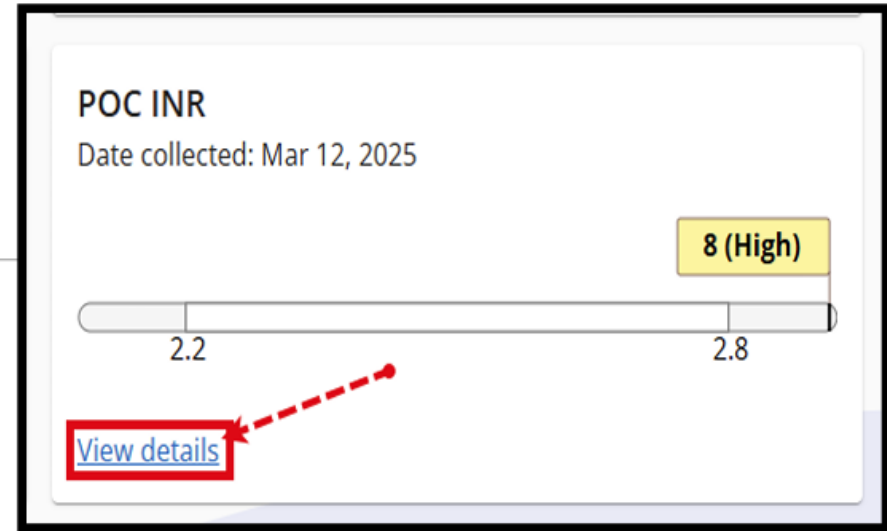 POC INR
Date collected: Mar 12, 2025
8 (High)
2.2 2.8
View details